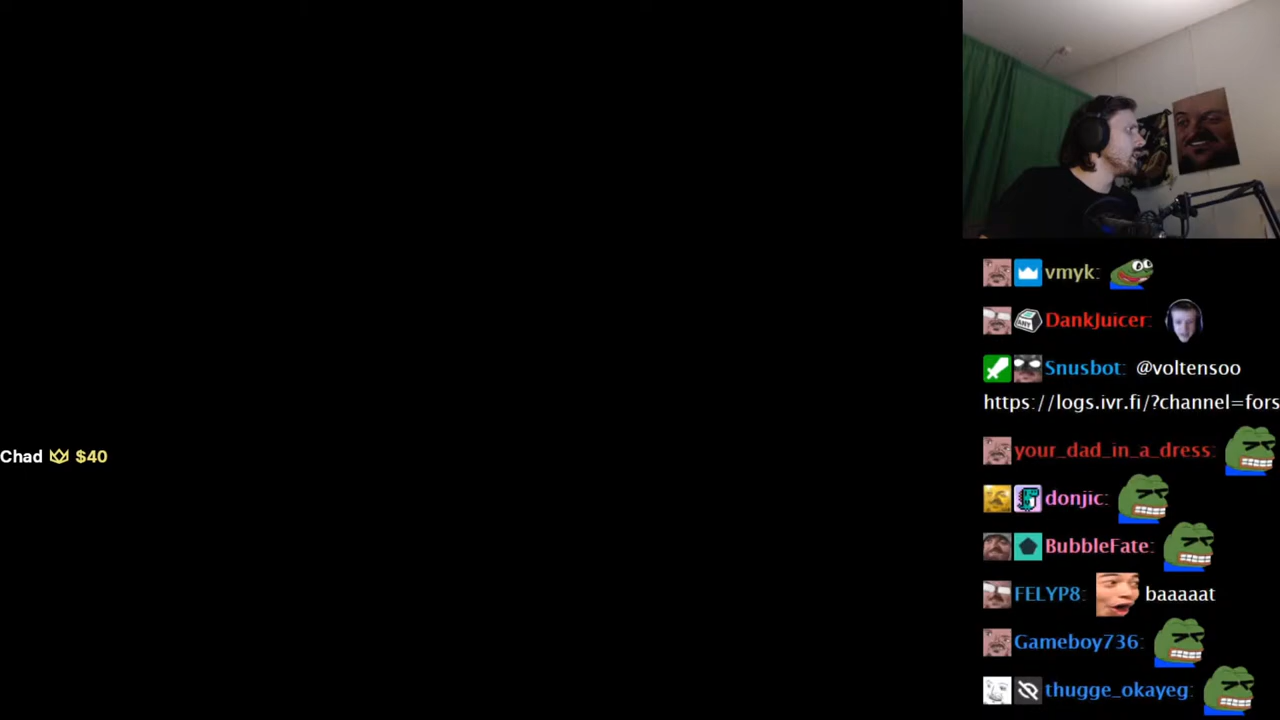 vmyk:
DankJuicer:
Snusbot: @voltensoo
https://logs.ivr.fi/?channel=fors
Chad $40
your_dad_in_a_dress:
donjic:
BubbleFate:
FELYP8: baaaaat
Gameboy736:
thugge_okayeg: